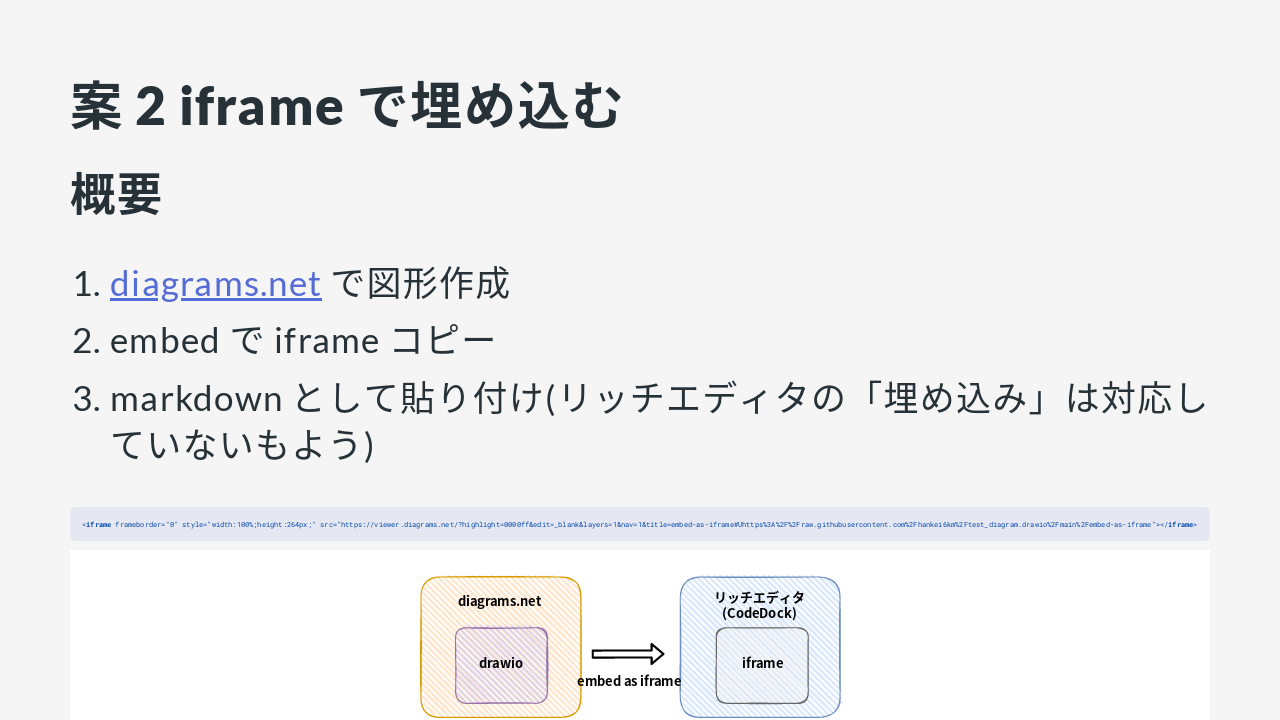 案 2 iframe で埋め込む
概要
1. diagrams.net で図形作成
2. embed で iframe コピー
3. markdown として貼り付け(リッチエディタの「埋め込み」は対応し
ていないもよう)
<iframe frameborder="0" style="width:100%;height:264px;" src="https://viewer.diagrams.net/?highlight=0000ff&edit=_blank&layers=1&nav=1&title=embed-as-iframe#Uhttps%3A%2F%2Fraw.githubusercontent.com%2Fhankei6km%2Ftest_diagram.drawio%2Fmain%2Fembed-as-iframe"></iframe>
diagrams.net
drawio
embed as iframe
リッチエディタ
(CodeDock)
iframe